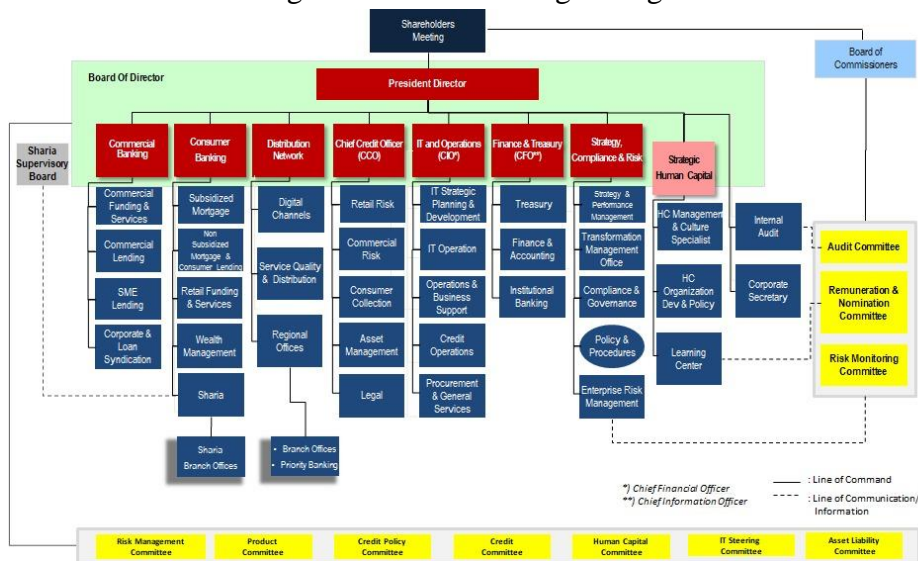 Shareholders
Meeting
Board of
Commissioners
Board Of Director
President Director
Sharia
Supervisory
Board
Commercial
Banking
Consumer
Banking
Distribution
Network
Chief Credit Officer
(CCO)
IT and Operations
(CIO*)
Finance & Treasury
(CFO**)
Strategy,
Compliance & Risk
Strategic
Human Capital
Commercial
Funding &
Services
Commercial
Lending
SME
Lending
Corporate &
Loan
Syndication
Subsidized
Mortgage
Non
Subsidized
Mortgage &
Consumer Lending
Retail Funding
& Services
Wealth
Management
Sharia
Sharia
Branch Offices
Digital
Channels
Service Quality
& Distribution
Regional
Offices
• Branch Offices
• Priority Banking
Retail Risk
Commercial
Risk
Consumer
Collection
Asset
Management
Legal
IT Strategic
Planning &
Development
IT Operation
Operations &
Business
Support
Credit
Operations
Procurement
& General
Services
Treasury
Finance &
Accounting
Institutional
Banking
Strategy &
Performance
Management
Transformation
Management
Office
Compliance &
Governance
Policy &
Procedures
Enterprise Risk
Management
HC Management
& Culture
Specialist
HC
Organization
Dev & Policy
Learning
Center
Internal
Audit
Corporate
Secretary
Audit Committee
Remuneration &
Nomination
Committee
Risk Monitoring
Committee
*) Chief Financial Officer
**) Chief Information Officer
: Line of Command
: Line of Communication/
Information
Risk Management
Committee
Product
Committee
Credit Policy
Committee
Credit
Committee
Human Capital
Committee
IT Steering
Committee
Asset Liability
Committee